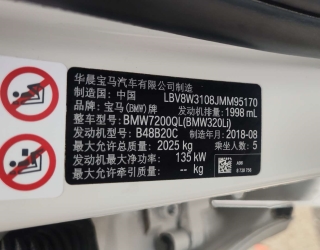 华晨宝马汽车有限公司制造
制造国:中国 LBV8W3108JMM95170
品牌:宝马(BMW)牌 发动机排量:1998 mL
整车型号:BMW7200QL(BMW320Li)
发动机型号:B48B20C 制造年月:2018-08
最大允许总质量: 2025 kg 乘坐人数: 5
发动机最大净功率: 135 kW
最大允许牵引质量: -- kg